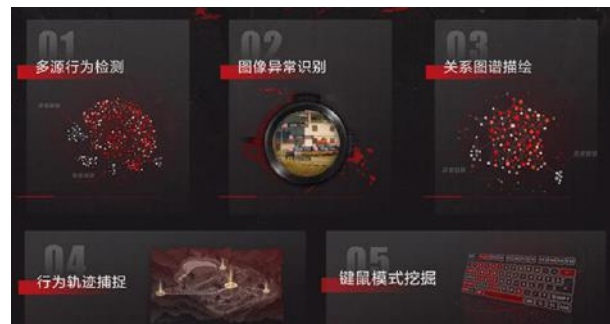 01
多源行为检测
02
图像异常识别
03
关系图谱描绘
04
行为轨迹捕捉
05
键鼠模式挖掘